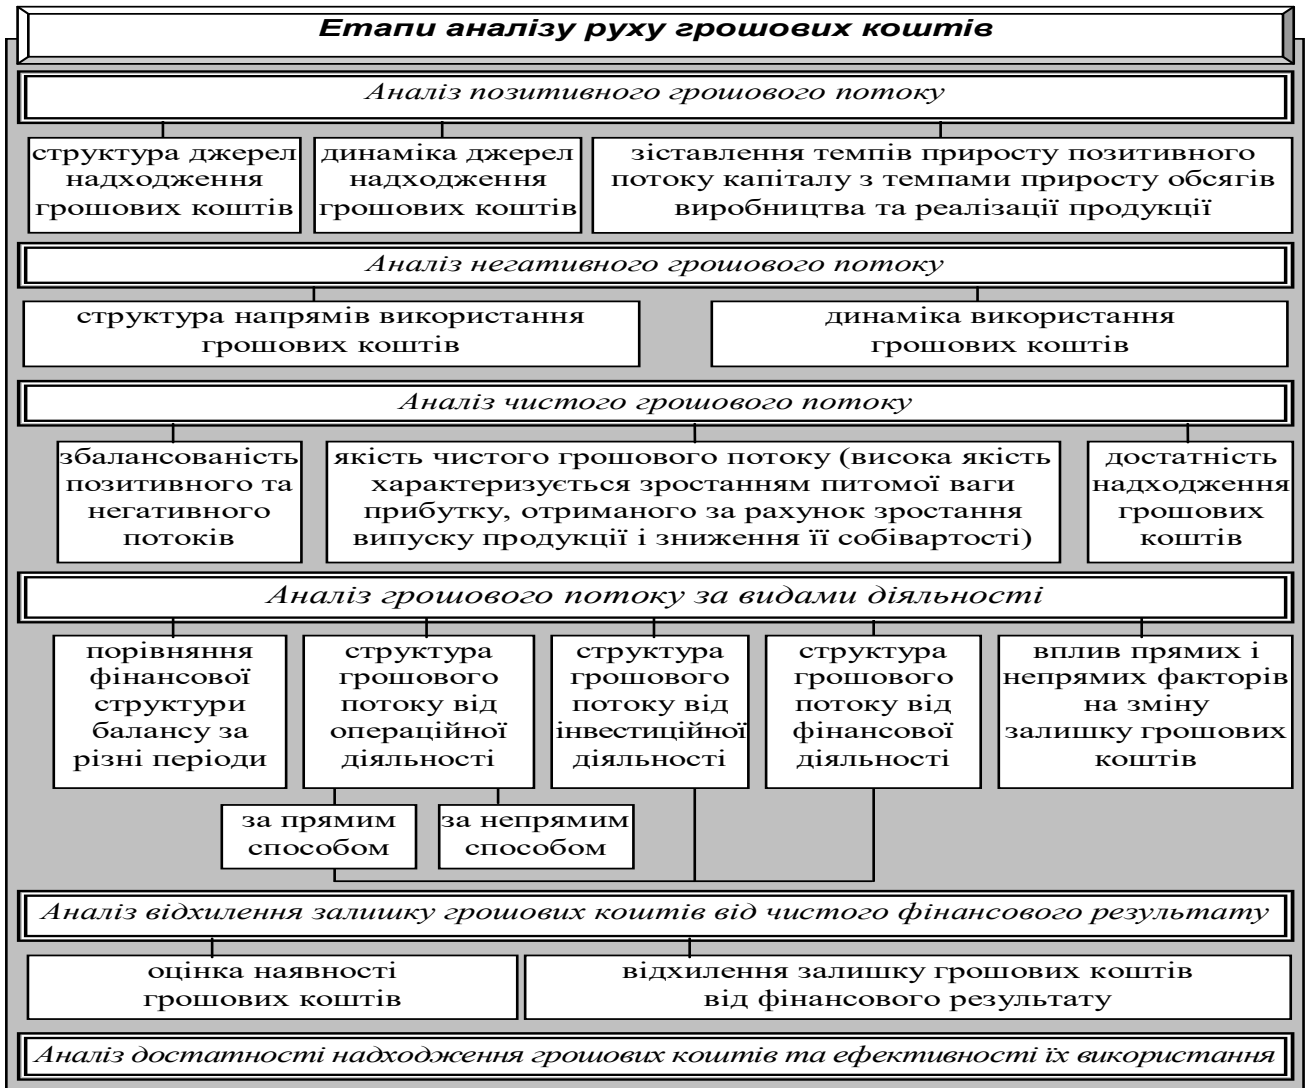 Етапи аналізу руху грошових коштів
Аналіз позитивного грошового потоку
структура джерел
надходження
грошових коштів
динаміка джерел
надходження
грошових коштів
зіставлення темпів приросту позитивного
потоку капіталу з темпами приросту обсягів
виробництва та реалізації продукції
Аналіз негативного грошового потоку
структура напрямів використання
грошових коштів
динаміка використання
грошових коштів
Аналіз чистого грошового потоку
збалансованість
позитивного та
негативного
потоків
якість чистого грошового потоку (висока якість
характеризується зростанням питомої ваги
прибутку, отриманого за рахунок зростання
випуску продукції і зниження її собівартості)
достатність
надходження
грошових
коштів
Аналіз грошового потоку за видами діяльності
порівняння
фінансової
структури
балансу за
різні періоди
структура
грошового
потоку від
операційної
діяльності
структура
грошового
потоку від
інвестиційної
діяльності
структура
грошового
потоку від
фінансової
діяльності
вплив прямих і
непрямих факторів
на зміну
залишку грошових
коштів
за прямим
способом
за непрямим
способом
Аналіз відхилення залишку грошових коштів від чистого фінансового результату
оцінка наявності
грошових коштів
відхилення залишку грошових коштів
від фінансового результату
Аналіз достатності надходження грошових коштів та ефективності їх використання